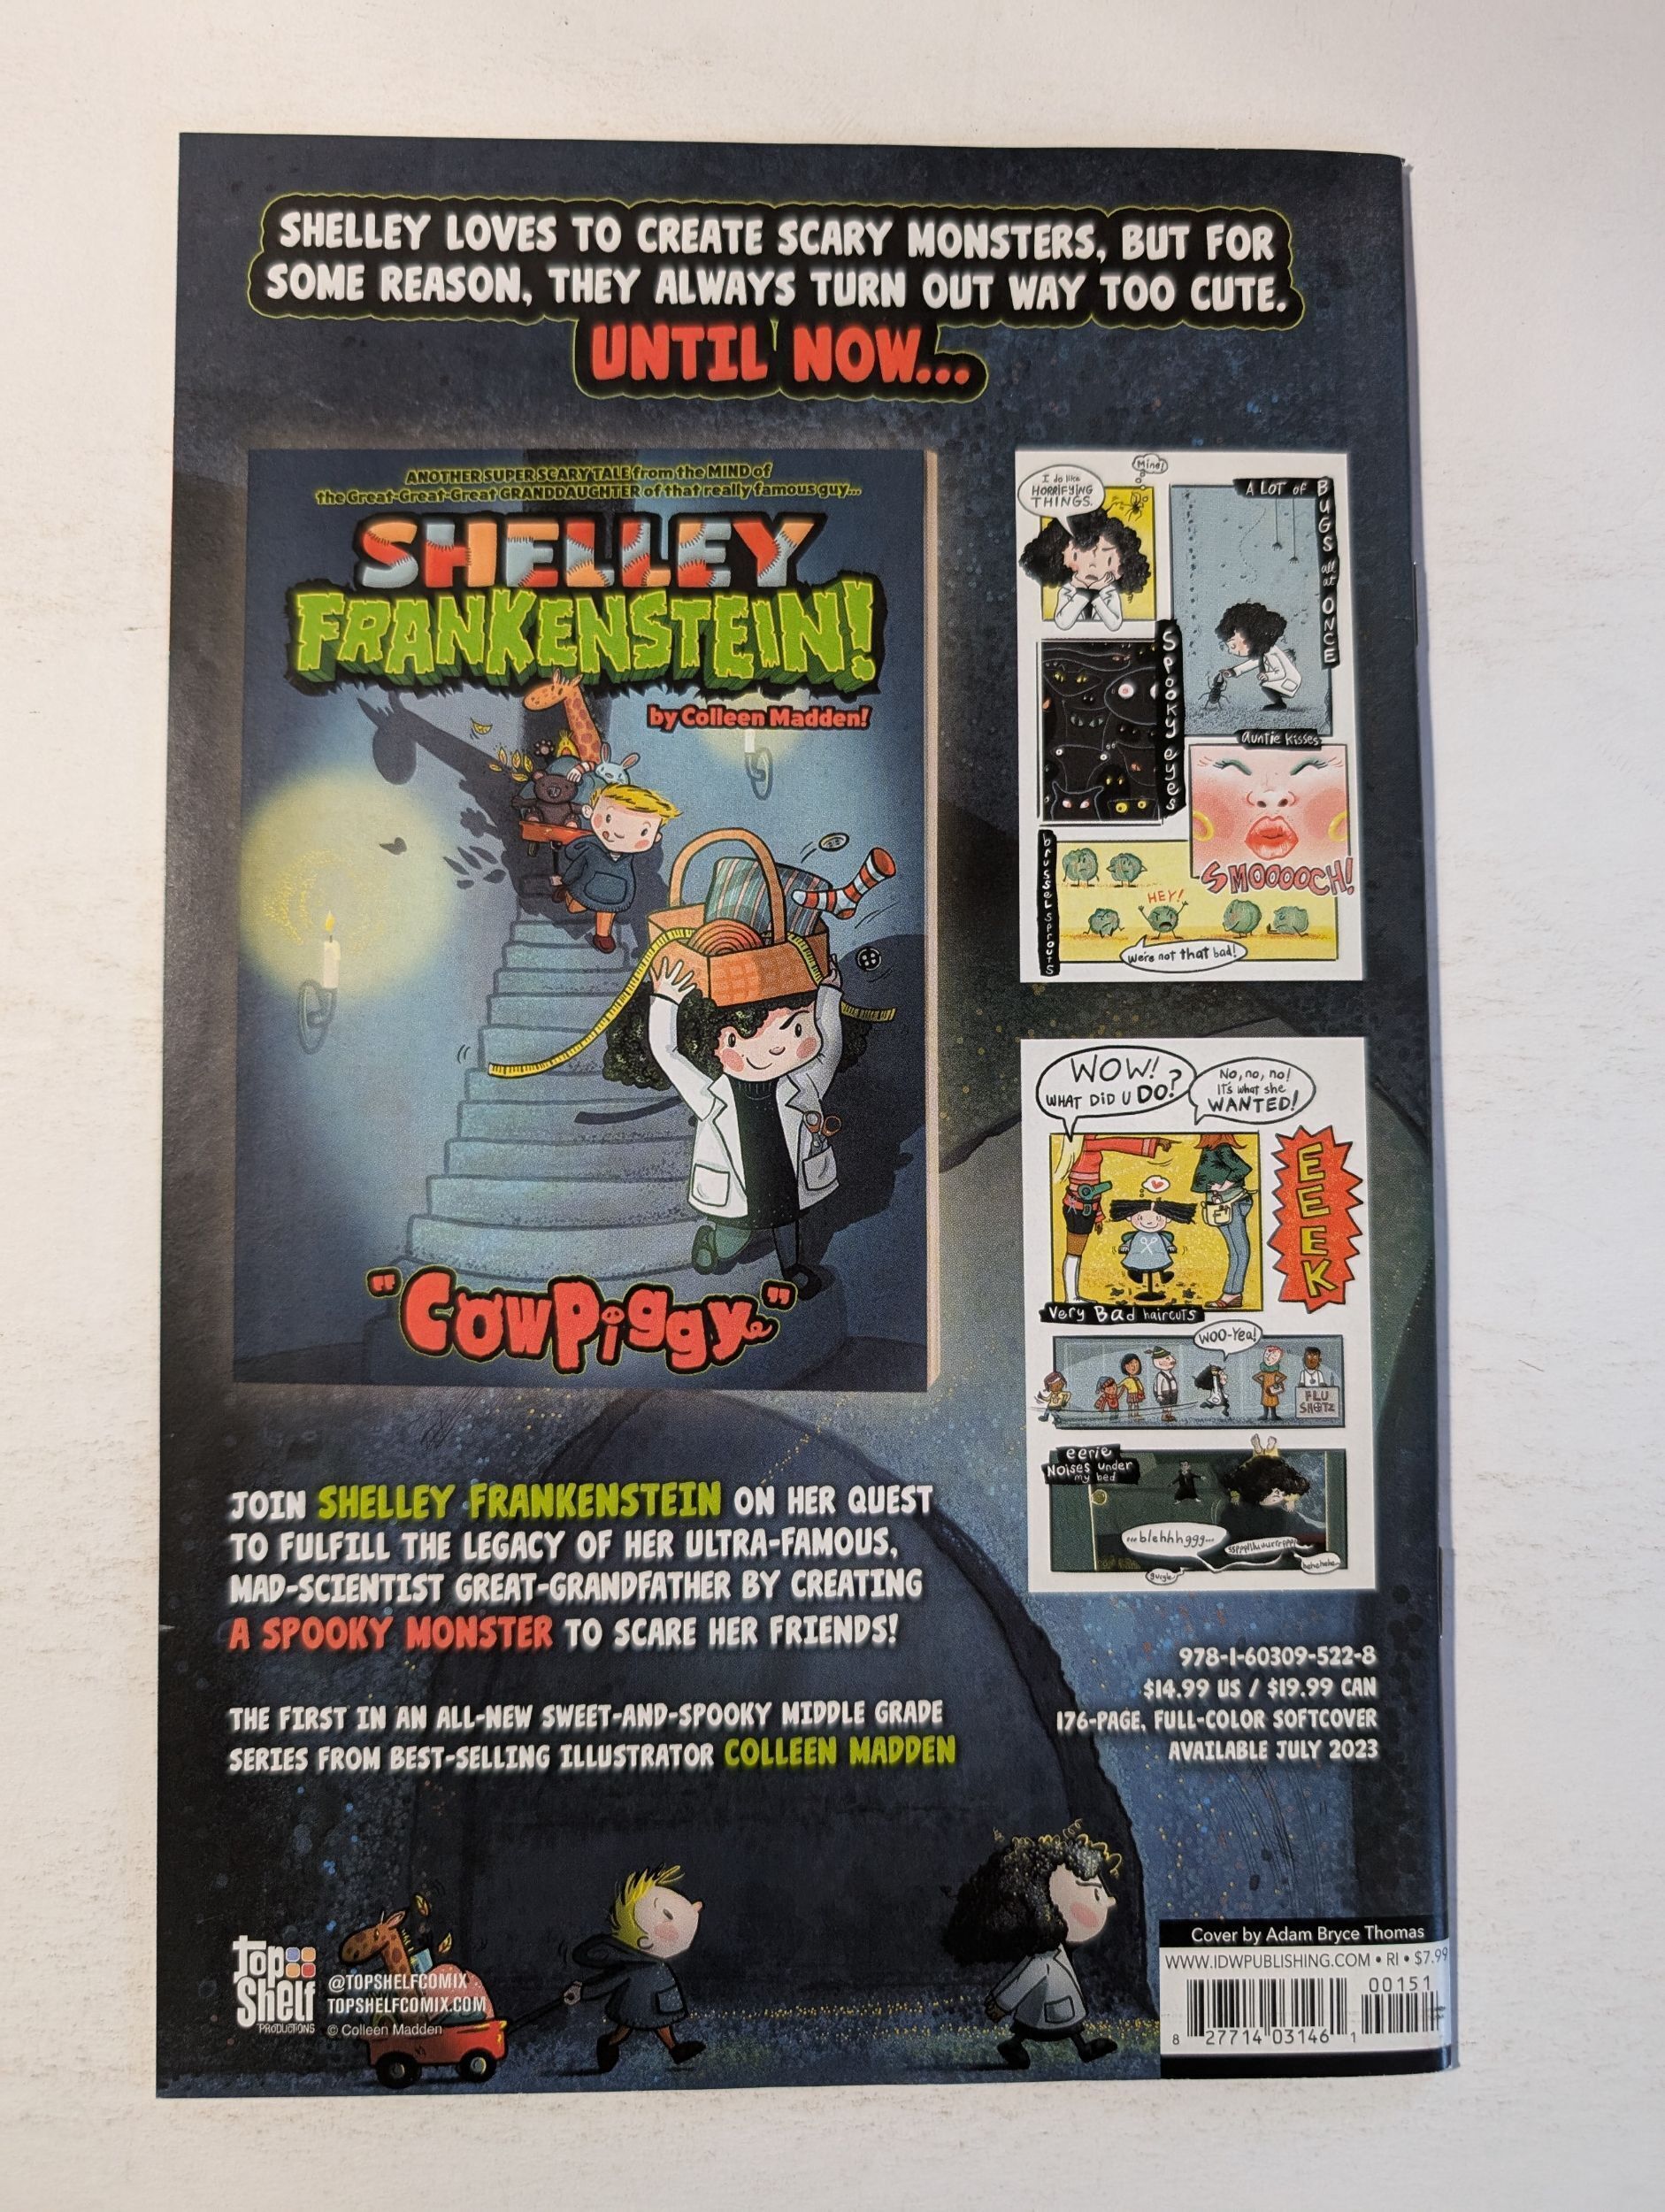 SHELLEY LOVES TO CREATE SCARY MONSTERS, BUT FOR
SOME REASON, THEY ALWAYS TURN OUT WAY TOO CUTE.
UNTIL NOW...
ANOTHER SUPER SCARY TALE from the MIND of
the Great-Great-Great GRANDDAUGHTER of that really famous guy...
SHELLEY
FRANKENSTEIN!
by Colleen Madden!
"CowPiggy"
I do like
HORRIFYING
THINGS.
Mine!
A LOT OF BUGS all at ONCE
Spooky eyes
auntie kisses
SMOOOOCH!
brussel sprouts
HEY!
We're not that bad!
WOW!
WHAT DID U DO?
No, no, no!
It's what she
WANTED!
EEEEK
Very Bad haircuts
WOO-Yea!
FLU
SHOTZ
eerie
Noises under
my bed
blehhhggg...
gurgle
hehehehe
JOIN SHELLEY FRANKENSTEIN ON HER QUEST
TO FULFILL THE LEGACY OF HER ULTRA-FAMOUS,
MAD-SCIENTIST GREAT-GRANDFATHER BY CREATING
A SPOOKY MONSTER TO SCARE HER FRIENDS!
THE FIRST IN AN ALL-NEW SWEET-AND-SPOOKY MIDDLE GRADE
SERIES FROM BEST-SELLING ILLUSTRATOR COLLEEN MADDEN
978-1-60309-522-8
$14.99 US / $19.99 CAN
176-PAGE, FULL-COLOR SOFTCOVER
AVAILABLE JULY 2023
Top
Shelf
PRODUCTIONS
@TOPSHELFCOMIX
TOPSHELFCOMIX.COM
© Colleen Madden
Cover by Adam Bryce Thomas
WWW.IDWPUBLISHING.COM • RI • $7.99
00151
8 27714 03146 1